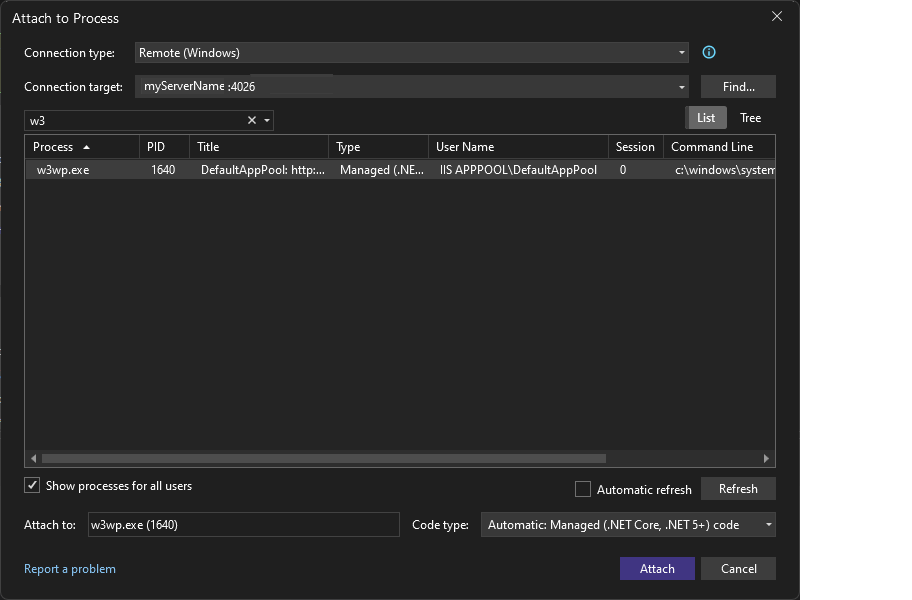 Attach to Process
Connection type: Remote (Windows)
Connection target: myServerName :4026 Find...
w3 List Tree
Process PID Title Type User Name Session Command Line
w3wp.exe 1640 DefaultAppPool: http:... Managed (.NE... IIS APPPOOL\DefaultAppPool 0 c:\windows\system
Show processes for all users Automatic refresh Refresh
Attach to: w3wp.exe (1640) Code type: Automatic: Managed (.NET Core, .NET 5+) code
Report a problem Attach Cancel